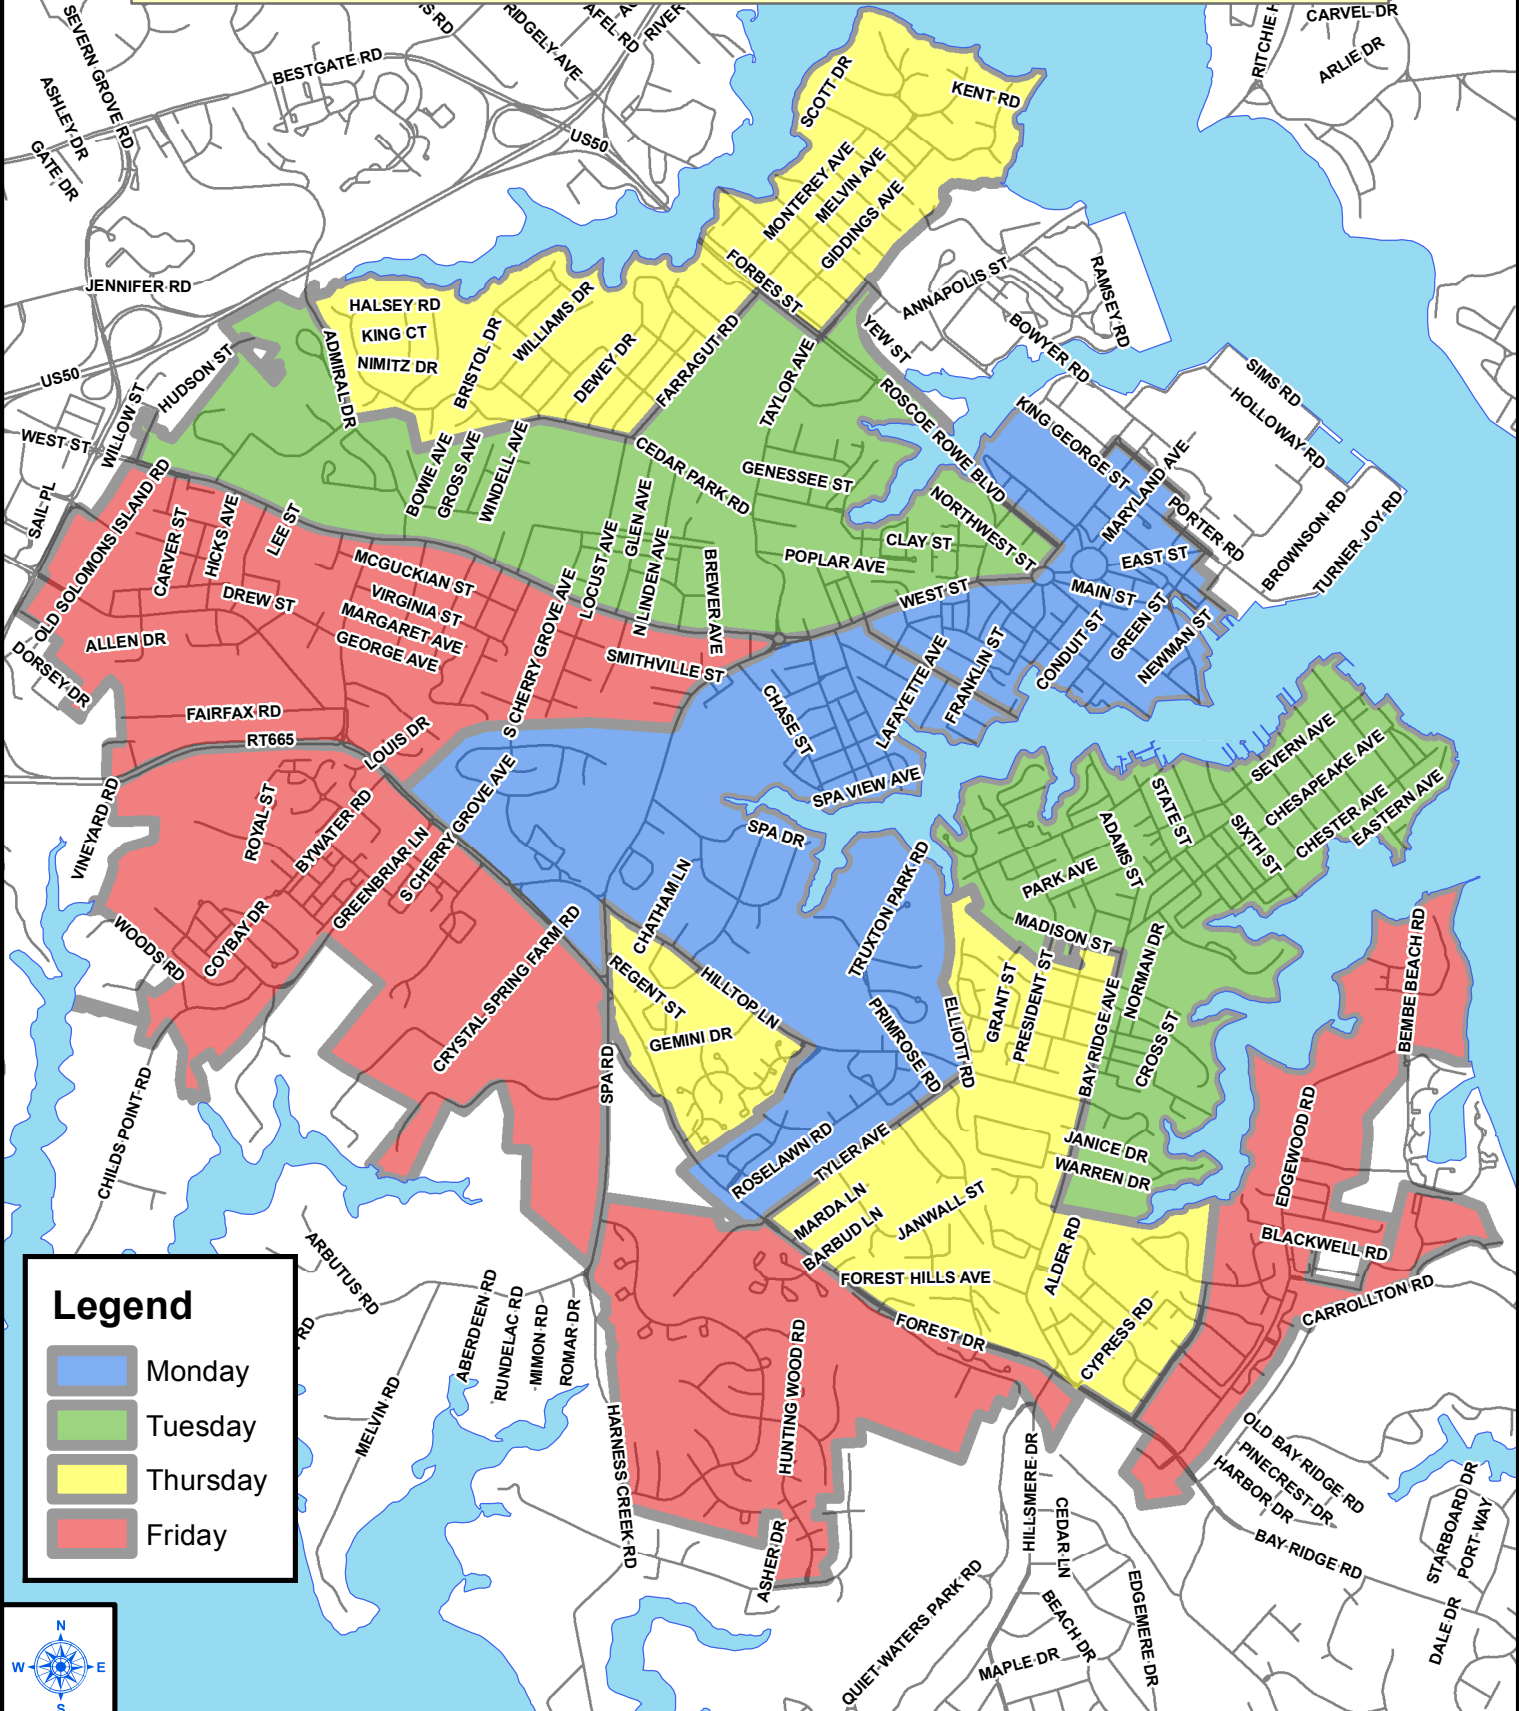 CARVEL DR
ARLIE DR
SEVERN GROVE RD
BESTGATE RD
RIDGELY AVE
ASHLEY DR
GATE DR
US50
SCOTT DR
KENT RD
MONTEREY AVE
MELVIN AVE
GIDDINGS AVE
FORBES ST
JENNIFER RD
ANNAPOLIS ST
RAMSEY RD
HALSEY RD
KING CT
NIMITZ DR
ADMIRAL DR
BRISTOL DR
WILLIAMS DR
DEWEY DR
FARRAGUT RD
TAYLOR AVE
YEW ST
BOWYER RD
SIMS RD
HOLLOWAY RD
US50
HUDSON ST
WILLOW ST
WEST ST
SAIL PL
BOWIE AVE
GROSS AVE
WINDELL AVE
CEDAR PARK RD
GENESSEE ST
ROSCOE ROWE BLVD
KING GEORGE ST
MARYLAND AVE
PORTER RD
BROWNSON RD
TURNER JOY RD
OLD SOLOMONS ISLAND RD
CARVER ST
HICKS AVE
LEE ST
GLEN AVE
LOCUST AVE
N LINDEN AVE
BREWER AVE
POPLAR AVE
CLAY ST
NORTHWEST ST
EAST ST
MAIN ST
WEST ST
MCGUCKIAN ST
VIRGINIA ST
MARGARET AVE
GEORGE AVE
DREW ST
ALLEN DR
DORSEY DR
S CHERRY GROVE AVE
SMITHVILLE ST
LAFAYETTE AVE
FRANKLIN ST
CONDUIT ST
GREEN ST
NEWMAN ST
FAIRFAX RD
RT665
LOUIS DR
CHASE ST
SPA VIEW AVE
SPA DR
SEVERN AVE
CHESAPEAKE AVE
CHESTER AVE
EASTERN AVE
STATE ST
SIXTH ST
ADAMS ST
PARK AVE
VINEYARD RD
ROYAL ST
BYWATER RD
GREENBRIAR LN
S CHERRY GROVE AVE
CHATHAM LN
TRUXTON PARK RD
MADISON ST
WOODS RD
COYBAY DR
CRYSTAL SPRING FARM RD
REGENT ST
HILLTOP LN
GEMINI DR
PRIMROSE RD
ELLIOTT RD
GRANT ST
PRESIDENT ST
BAY RIDGE AVE
NORMAN DR
CROSS ST
BEMBE BEACH RD
CHILDS POINT RD
SPA RD
ROSELAWN RD
TYLER AVE
JANICE DR
WARREN DR
EDGEWOOD RD
MARDA LN
BARBUD LN
JANWALL ST
ALDER RD
BLACKWELL RD
CARROLLTON RD
FOREST HILLS AVE
FOREST DR
CYPRESS RD
ARBUTUS RD
ABERDEEN RD
RUNDELAC RD
MIMON RD
ROMAR DR
MELVIN RD
HARNESS CREEK RD
HUNTING WOOD RD
ASHER DR
HILLSMERE DR
CEDAR LN
OLD BAY RIDGE RD
PINECREST DR
HARBOR DR
BAY RIDGE RD
STARBOARD DR
PORT WAY
DALE DR
QUIET WATERS PARK RD
BEACH DR
EDGEMERE DR
MAPLE DR
Legend
Monday
Tuesday
Thursday
Friday
N
W E
S